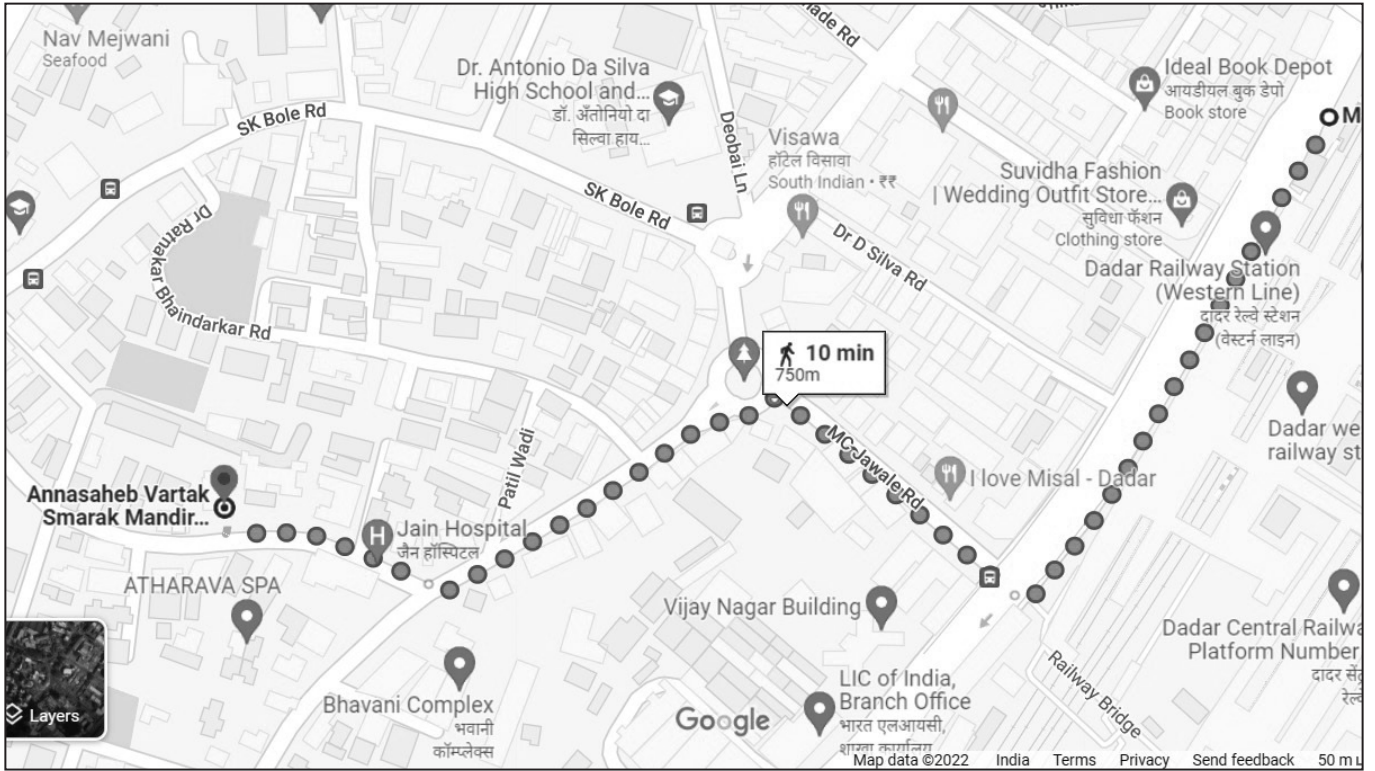 Nav Mejwani
Seafood
SK Bole Rd
Dr. Antonio Da Silva
High School and...
डॉ. अँतोनियो दा
सिल्वा हाय...
Deobai Ln
Visawa
हॉटेल विसावा
South Indian • ₹₹
Ideal Book Depot
आयडीयल बुक डेपो
Book store
M
Suvidha Fashion
| Wedding Outfit Store...
सुविधा फॅशन
Clothing store
SK Bole Rd
Dr D Silva Rd
Dr Ratnakar Bhaindarkar Rd
Dadar Railway Station
(Western Line)
दादर रेल्वे स्टेशन
(वेस्टर्न लाइन)
10 min
750m
Patil Wadi
MC Jawale Rd
I love Misal - Dadar
Dadar we
railway st
Annasaheb Vartak
Smarak Mandir...
H
Jain Hospital
जैन हॉस्पिटल
ATHARAVA SPA
Vijay Nagar Building
Dadar Central Railwa
Platform Number
दादर सें
रेल्
Railway Bridge
LIC of India,
Branch Office
भारत एलआयसी,
शाखा कार्यालय
Bhavani Complex
भवानी
कॉम्प्लेक्स
Layers
Google
Map data ©2022 India Terms Privacy Send feedback 50 m